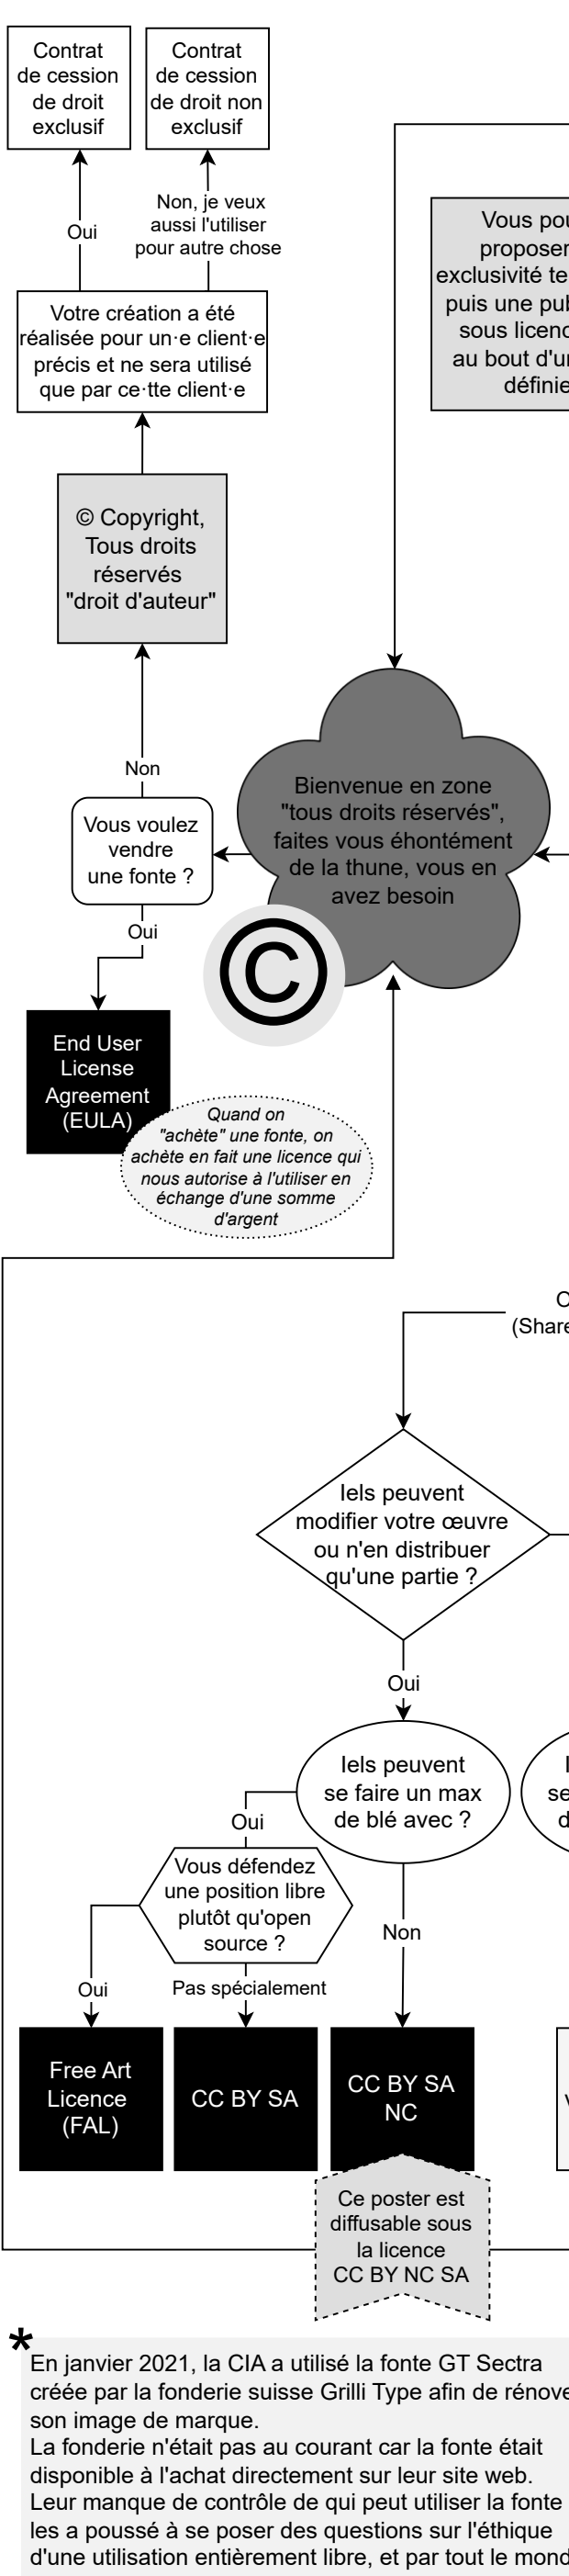 Contrat
de cession
de droit
exclusif
Contrat
de cession
de droit non
exclusif
Oui
Non, je veux
aussi l'utiliser
pour autre chose
Votre création a été
réalisée pour un·e client·e
précis et ne sera utilisé
que par ce·tte client·e
Vous
proposer
exclusivité
puis une
sous
au bout
© Copyright,
Tous droits
réservés
"droit d'auteur"
Non
Vous voulez
vendre
une fonte ?
Oui
Bienvenue en zone
"tous droits réservés",
faites vous éhontément
de la thune, vous en
avez besoin
©
End User
License
Agreement
(EULA)
Quand on
"achète" une fonte, on
achète en fait une licence qui
nous autorise à l'utiliser en
échange d'une somme
d'argent
Iels peuvent
modifier votre œuvre
ou n'en distribuer
qu'une partie ?
Oui
Iels peuvent
se faire un max
de blé avec ?
Oui
Vous défendez
une position libre
plutôt qu'open
source ?
Non
Oui
Pas spécialement
Free Art
Licence
(FAL)
CC BY SA
CC BY SA
NC
Ce poster est
diffusable sous
la licence
CC BY NC SA
*
En janvier 2021, la CIA a utilisé la fonte GT Sectra
créée par la fonderie suisse Grilli Type afin de
son image de marque.
La fonderie n'était pas au courant car la fonte était
disponible à l'achat directement sur leur site web.
Leur manque de contrôle de qui peut utiliser la fonte
les a poussé à se poser des questions sur l'éthique
d'une utilisation entièrement libre, et par tout le